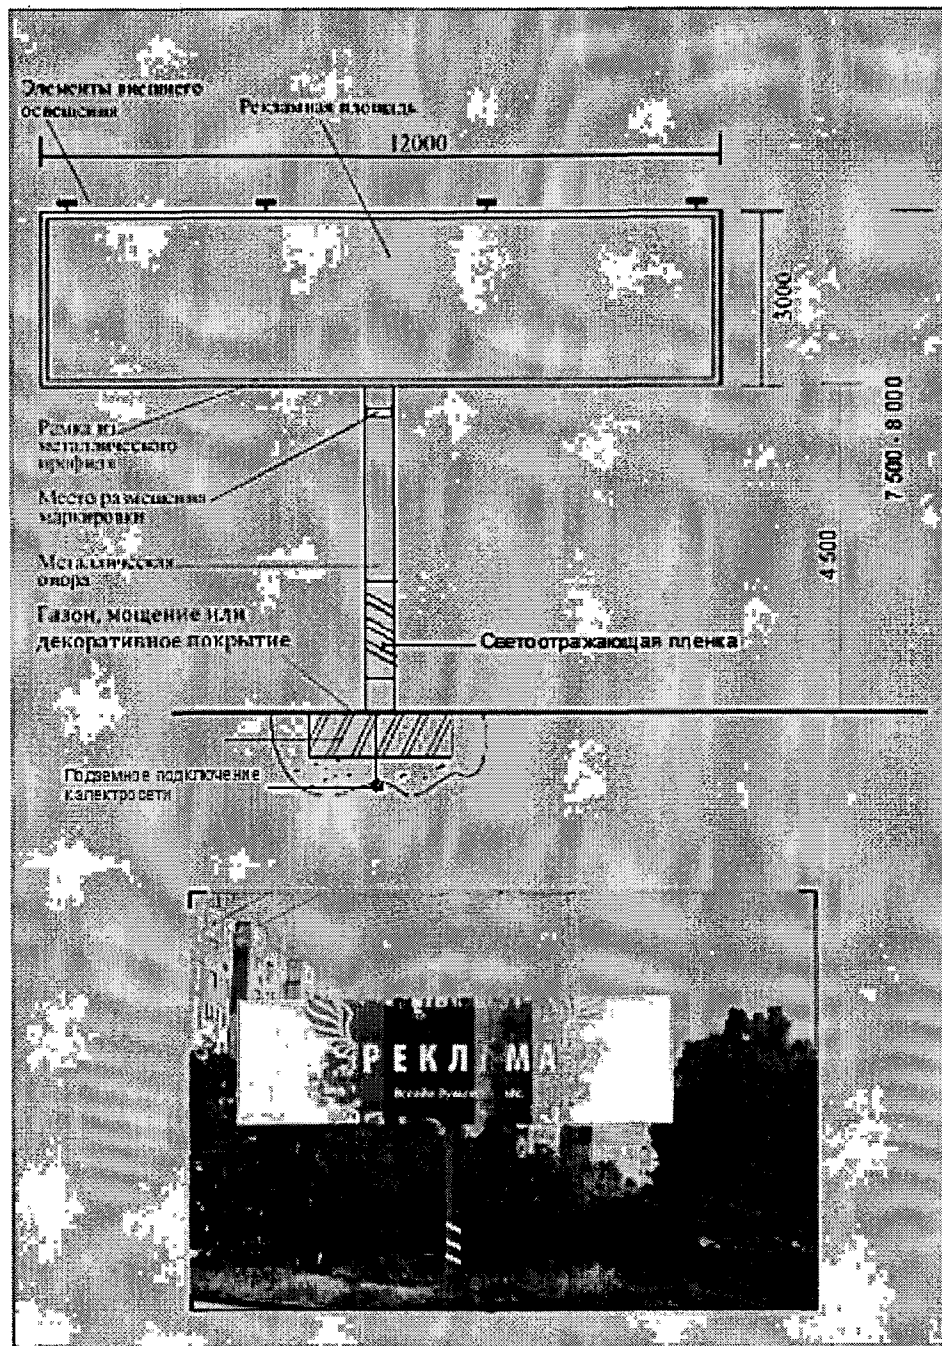 Элементы внешнего
освещения
Рекламная площадь
12000
3000
Рамка из
металлического
профиля
Место размещения
маркировки
7 500 - 8 000
Металлическая
опора
4 500
Газон, мощение или
декоративное покрытие
Светоотражающая пленка
Подземное подключение
к электросети
РЕКЛАМА